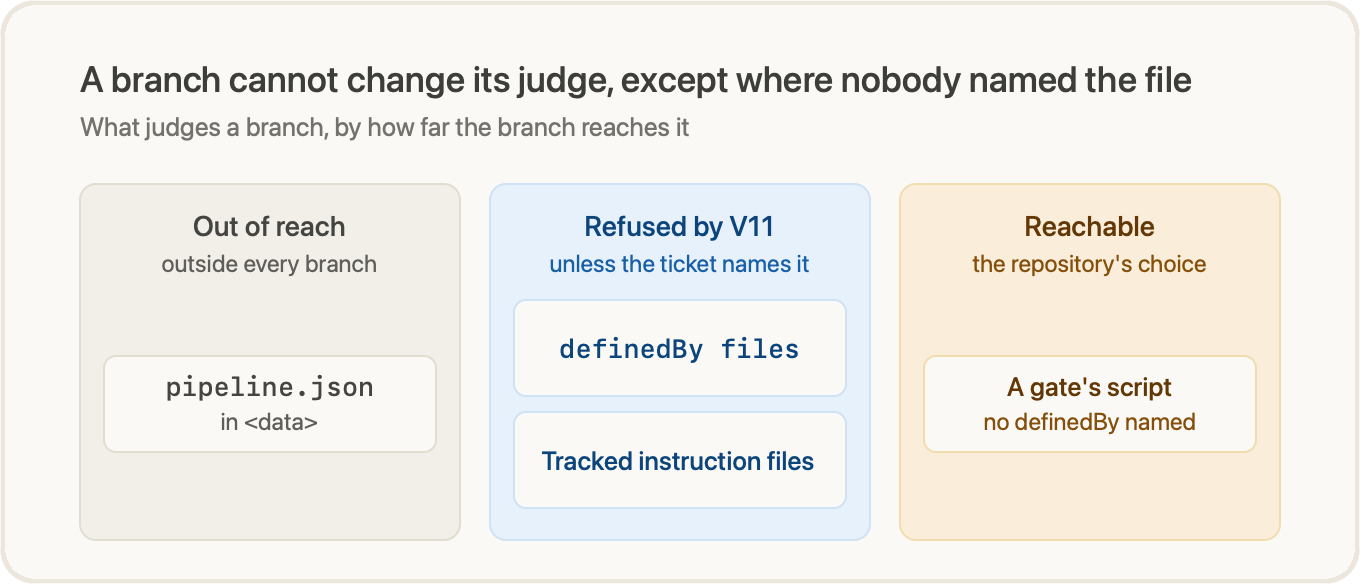 A branch cannot change its judge, except where nobody named the file
What judges a branch, by how far the branch reaches it
Out of reach
outside every branch
pipeline.json
in <data>
Refused by V11
unless the ticket names it
definedBy files
Tracked instruction files
Reachable
the repository's choice
A gate's script
no definedBy named